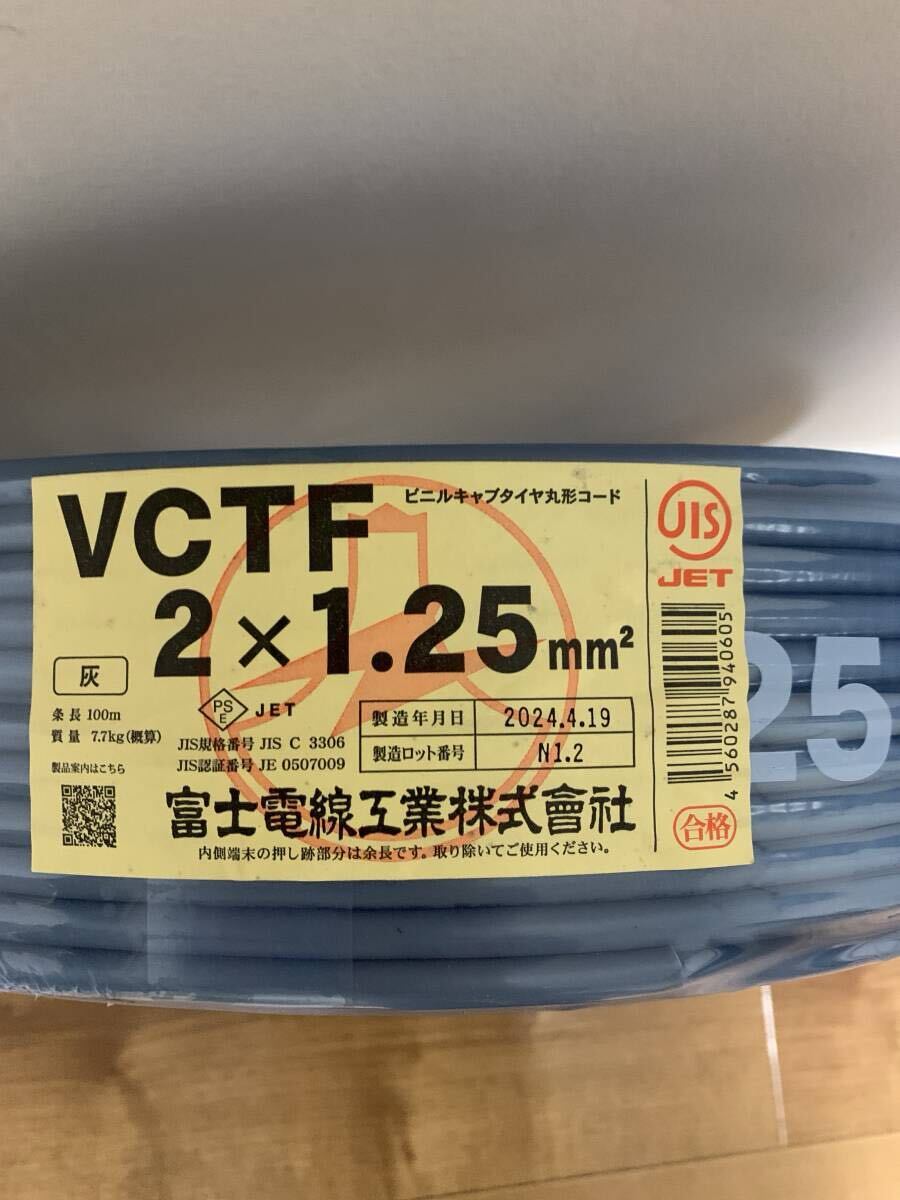 VCTF
ビニルキャブタイヤ丸形コード
2×1.25mm²
灰
条長 100m
質量 7.7kg(概算)
製品案内はこちら
PS
E
JET
JIS規格番号 JIS C 3306
JIS認証番号 JE 0507009
製造年月日 2024.4.19
製造ロット番号 N1.2
富士電線工業株式會社
内側端末の押し跡部分は余長です。取り除いてご使用ください。
JIS
JET
4560287940605
合格
25